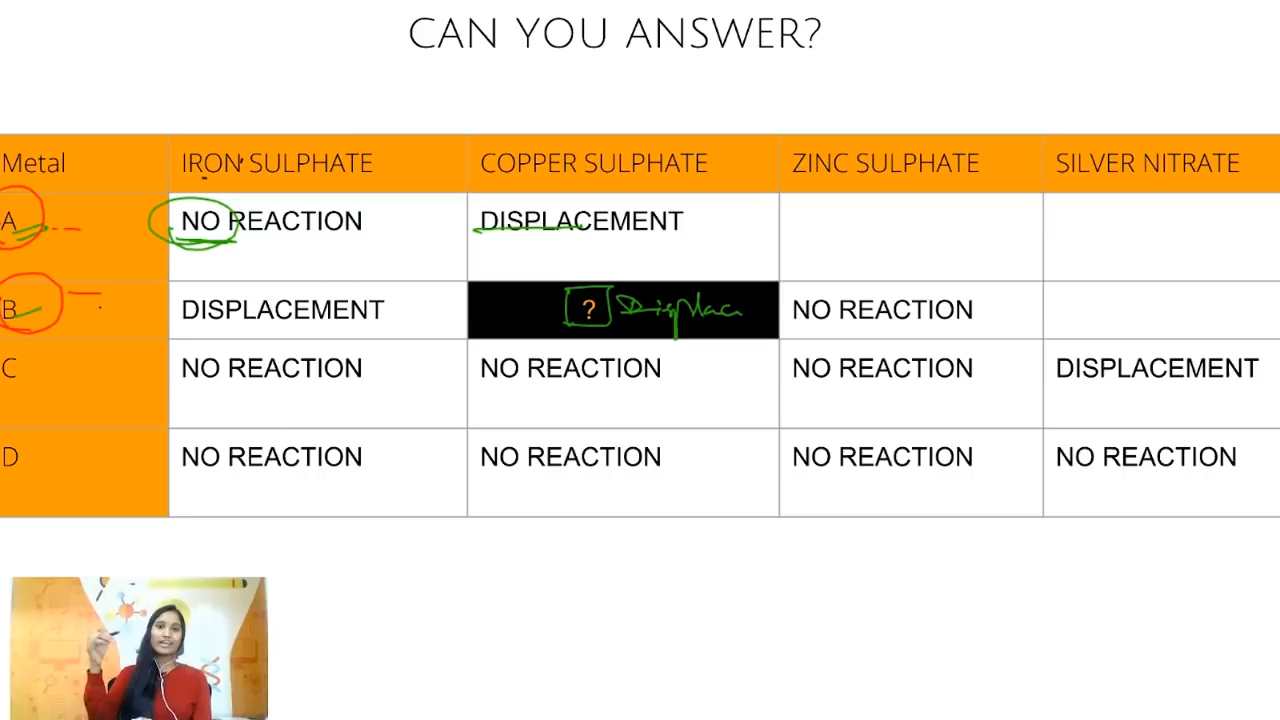 CAN YOU ANSWER?
Metal IRON SULPHATE COPPER SULPHATE ZINC SULPHATE SILVER NITRATE
A NO REACTION DISPLACEMENT
B DISPLACEMENT ? Displac NO REACTION
C NO REACTION NO REACTION NO REACTION DISPLACEMENT
D NO REACTION NO REACTION NO REACTION NO REACTION